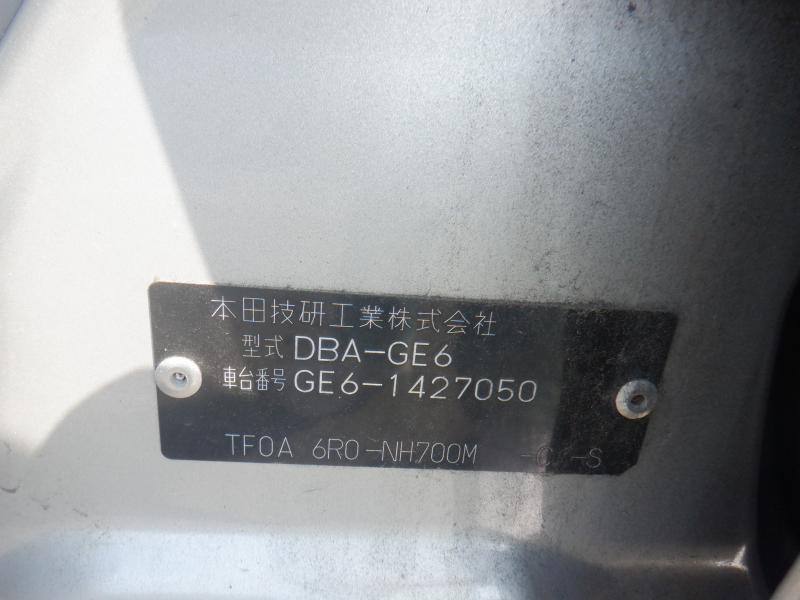 本田技研工業株式会社
型式 DBA-GE6
車台番号 GE6-1427050
TF0A 6R0-NH700M -C -S